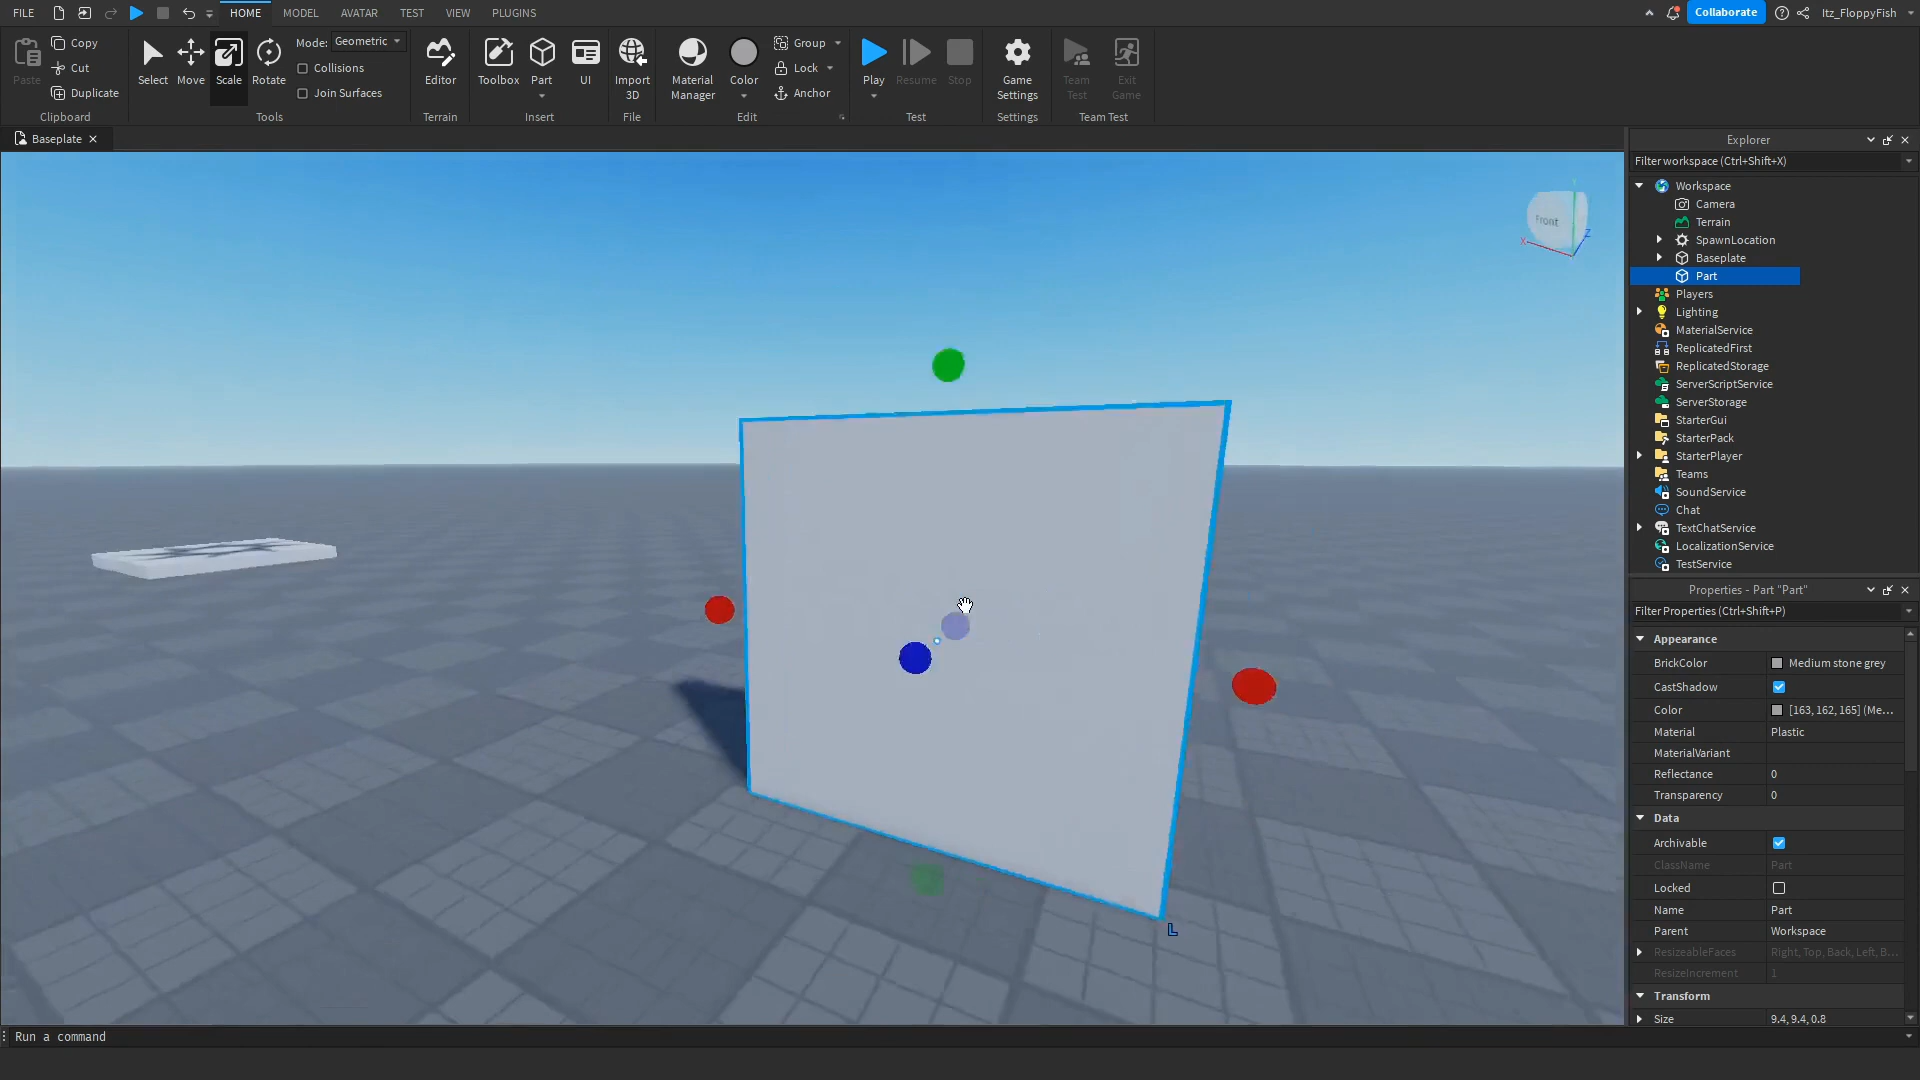 FILE HOME MODEL AVATAR TEST VIEW PLUGINS Collaborate Itz_FloppyFish
Paste Copy Cut Duplicate
Clipboard
Select Move Scale Rotate
Mode: Geometric
Collisions
Join Surfaces
Tools
Editor
Terrain
Toolbox Part UI
Insert
Import
3D
File
Material
Manager
Color
Group
Lock
Anchor
Edit
Play Resume Stop
Test
Game
Settings
Settings
Team
Test
Exit
Game
Team Test
Baseplate
Front
X
Z
L
Run a command
Explorer
Filter workspace (Ctrl+Shift+X)
Workspace
Camera
Terrain
SpawnLocation
Baseplate
Part
Players
Lighting
MaterialService
ReplicatedFirst
ReplicatedStorage
ServerScriptService
ServerStorage
StarterGui
StarterPack
StarterPlayer
Teams
SoundService
Chat
TextChatService
LocalizationService
TestService
Properties - Part "Part"
Filter Properties (Ctrl+Shift+P)
Appearance
BrickColor Medium stone grey
CastShadow
Color [163, 162, 165] (Me...
Material Plastic
MaterialVariant
Reflectance 0
Transparency 0
Data
Archivable
ClassName Part
Locked
Name Part
Parent Workspace
ResizeableFaces Right, Top, Back, Left, B...
ResizeIncrement 1
Transform
Size 9.4, 9.4, 0.8